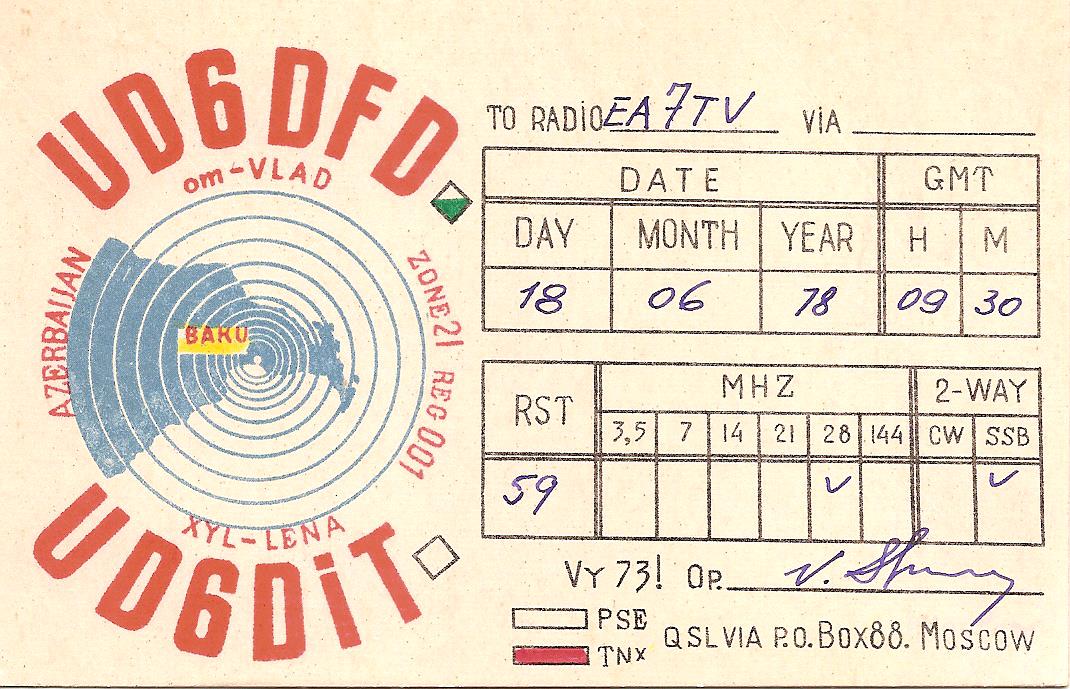 UD6DFD
om-VLAD
AZERBAIJAN
BAKU
ZONE 21 REG 001
XYL-LENA
UD6DiT
TO RADIO EA7TV VIA
DATE GMT
DAY MONTH YEAR H M
18 06 78 09 30
RST MHZ 2-WAY
3,5 7 14 21 28 144 CW SSB
59 V V
VY 73! OP. V.
PSE
TNX
QSL VIA P.O. BOX 88. MOSCOW